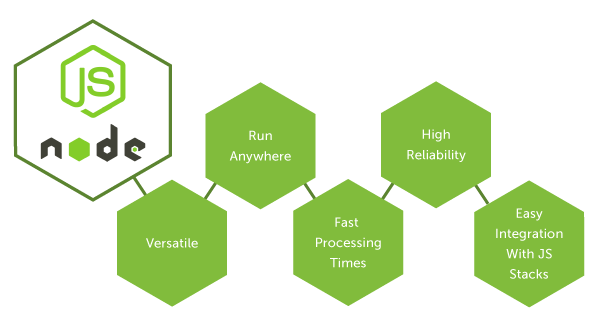 JS
node
Versatile
Run
Anywhere
Fast
Processing
Times
High
Reliability
Easy
Integration
With JS
Stacks